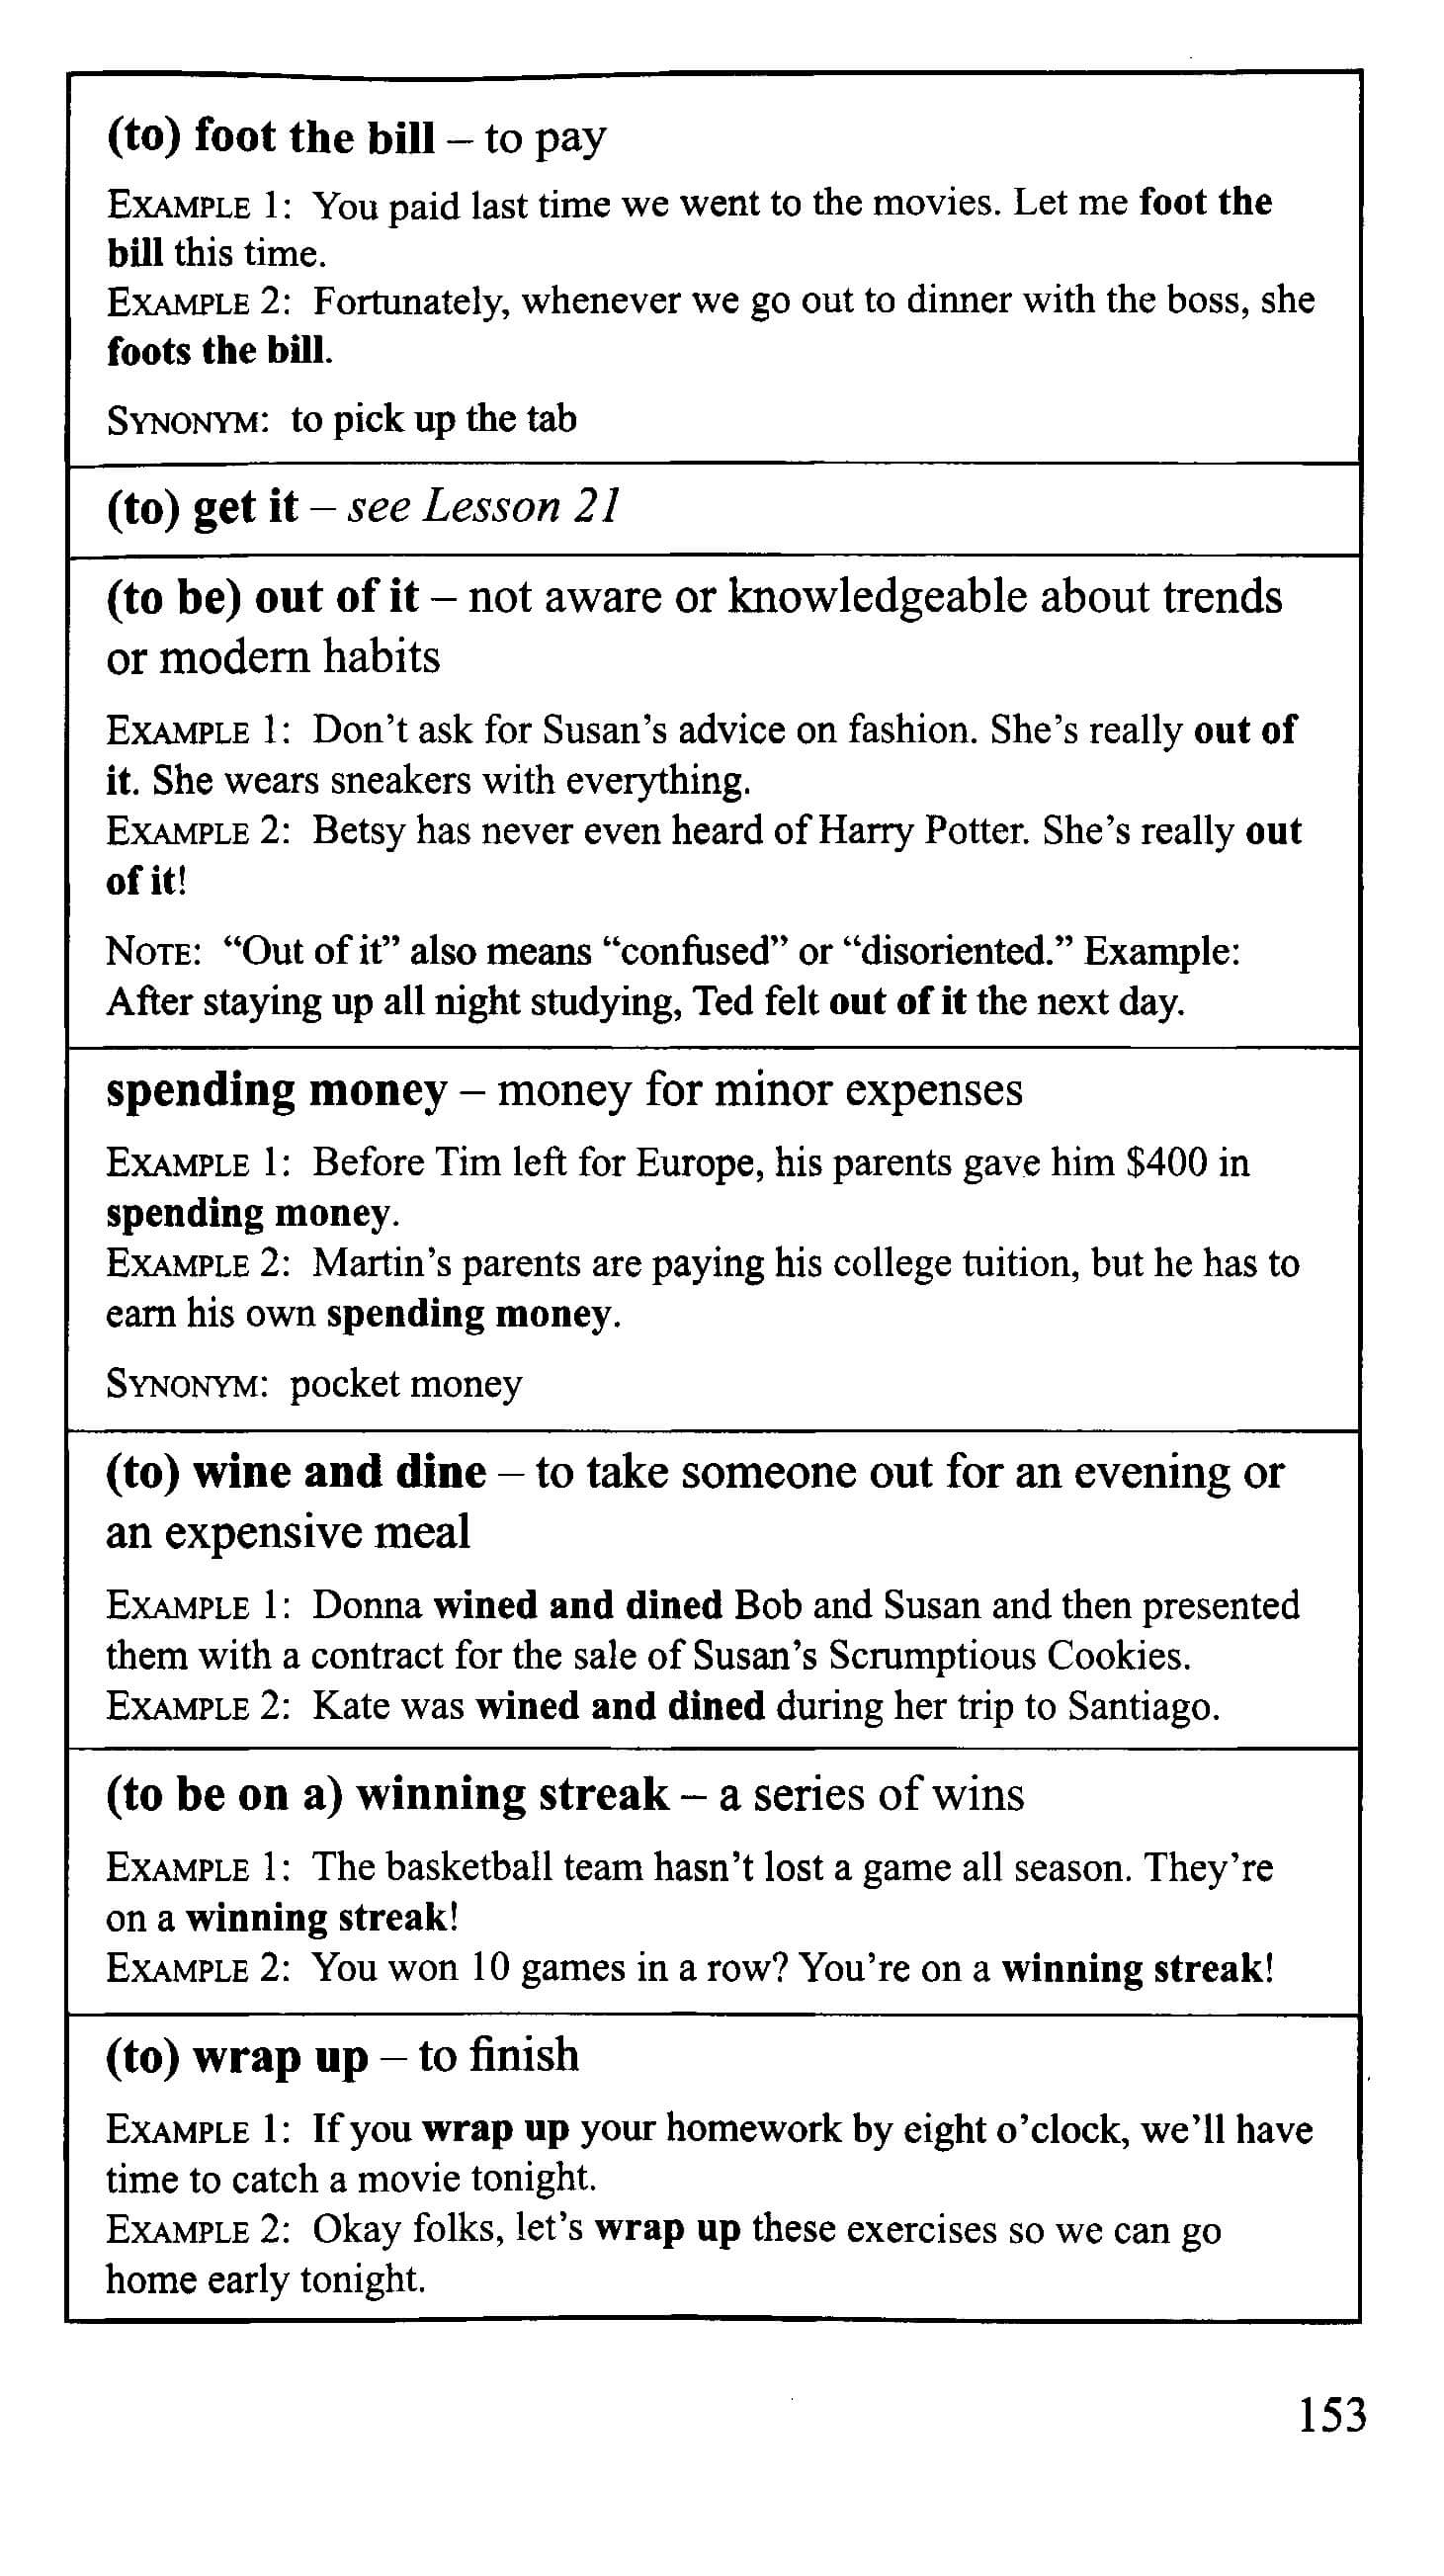 (to) foot the bill – to pay
EXAMPLE 1: You paid last time we went to the movies. Let me foot the
bill this time.
EXAMPLE 2: Fortunately, whenever we go out to dinner with the boss, she
foots the bill.
SYNONYM: to pick up the tab
(to) get it – see Lesson 21
(to be) out of it – not aware or knowledgeable about trends
or modern habits
EXAMPLE 1: Don’t ask for Susan’s advice on fashion. She’s really out of
it. She wears sneakers with everything.
EXAMPLE 2: Betsy has never even heard of Harry Potter. She’s really out
of it!
NOTE: “Out of it” also means “confused” or “disoriented.” Example:
After staying up all night studying, Ted felt out of it the next day.
spending money – money for minor expenses
EXAMPLE 1: Before Tim left for Europe, his parents gave him $400 in
spending money.
EXAMPLE 2: Martin’s parents are paying his college tuition, but he has to
earn his own spending money.
SYNONYM: pocket money
(to) wine and dine – to take someone out for an evening or
an expensive meal
EXAMPLE 1: Donna wined and dined Bob and Susan and then presented
them with a contract for the sale of Susan’s Scrumptious Cookies.
EXAMPLE 2: Kate was wined and dined during her trip to Santiago.
(to be on a) winning streak – a series of wins
EXAMPLE 1: The basketball team hasn’t lost a game all season. They’re
on a winning streak!
EXAMPLE 2: You won 10 games in a row? You’re on a winning streak!
(to) wrap up – to finish
EXAMPLE 1: If you wrap up your homework by eight o’clock, we’ll have
time to catch a movie tonight.
EXAMPLE 2: Okay folks, let’s wrap up these exercises so we can go
home early tonight.
153